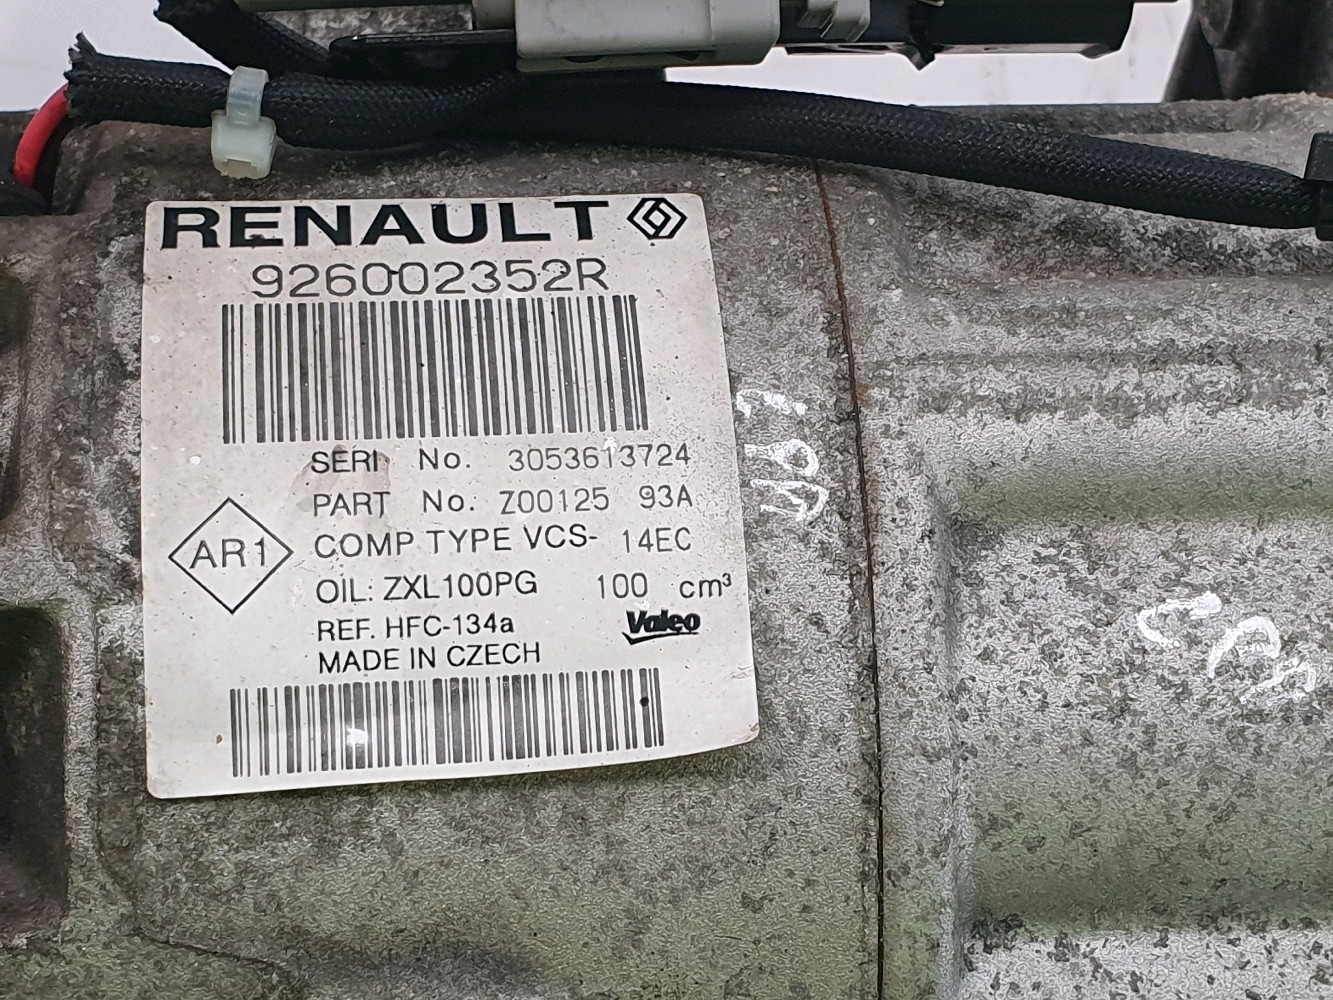 RENAULT
926002352R
SERI No. 3053613724
PART No. Z00125 93A
AR1
COMP TYPE VCS- 14EC
OIL: ZXL100PG 100 cm³
REF. HFC-134a
Valeo
MADE IN CZECH